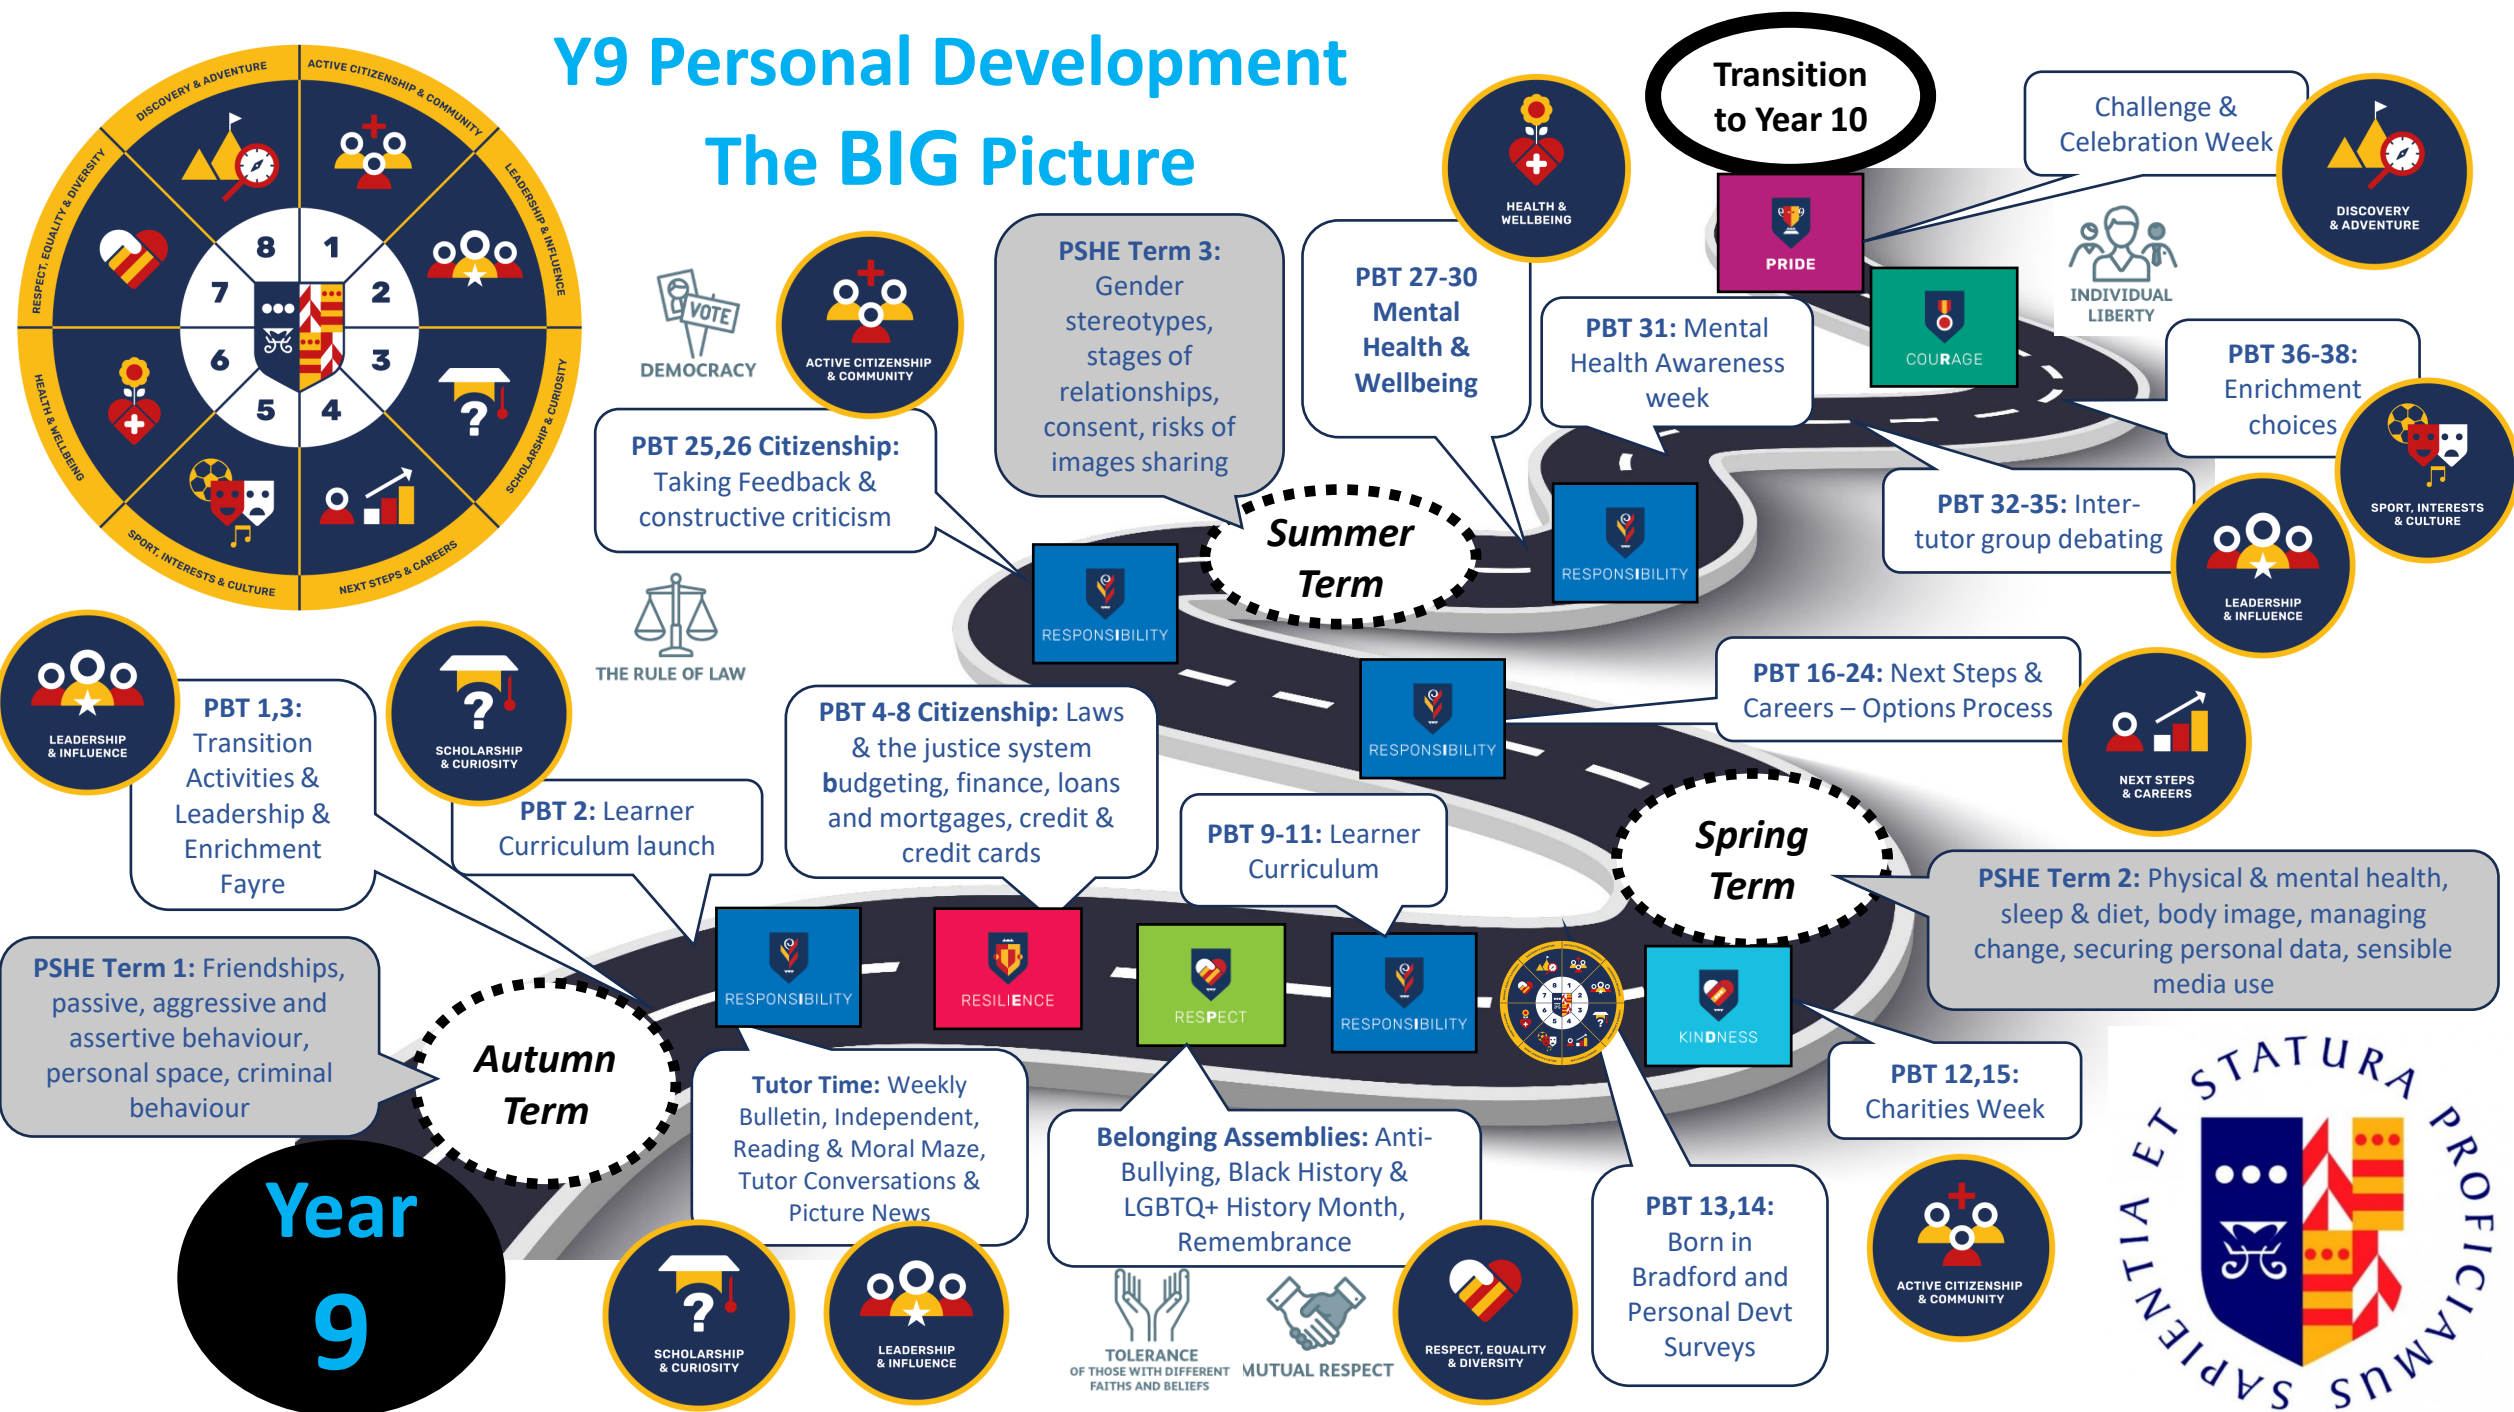 Y9 Personal Development
The BIG Picture
DISCOVERY & ADVENTURE
ACTIVE CITIZENSHIP & COMMUNITY
LEADERSHIP & INFLUENCE
SCHOLARSHIP & CURIOSITY
NEXT STEPS & CAREERS
SPORT, INTERESTS & CULTURE
HEALTH & WELLBEING
RESPECT, EQUALITY & DIVERSITY
8 1
7 2
6 3
5 4
Transition
to Year 10
Challenge &
Celebration Week
DISCOVERY
& ADVENTURE
HEALTH &
WELLBEING
PRIDE
COURAGE
INDIVIDUAL
LIBERTY
PBT 36-38:
Enrichment
choices
SPORT, INTERESTS
& CULTURE
PBT 31: Mental
Health Awareness
week
PBT 27-30
Mental
Health &
Wellbeing
PSHE Term 3:
Gender
stereotypes,
stages of
relationships,
consent, risks of
images sharing
VOTE
DEMOCRACY
ACTIVE CITIZENSHIP
& COMMUNITY
PBT 25,26 Citizenship:
Taking Feedback &
constructive criticism
PBT 32-35: Inter-
tutor group debating
LEADERSHIP
& INFLUENCE
Summer
Term
RESPONSIBILITY
RESPONSIBILITY
THE RULE OF LAW
RESPONSIBILITY
PBT 16-24: Next Steps &
Careers – Options Process
NEXT STEPS
& CAREERS
LEADERSHIP
& INFLUENCE
PBT 1,3:
Transition
Activities &
Leadership &
Enrichment
Fayre
SCHOLARSHIP
& CURIOSITY
PBT 2: Learner
Curriculum launch
PBT 4-8 Citizenship: Laws
& the justice system
budgeting, finance, loans
and mortgages, credit &
credit cards
PBT 9-11: Learner
Curriculum
Spring
Term
PSHE Term 2: Physical & mental health,
sleep & diet, body image, managing
change, securing personal data, sensible
media use
PSHE Term 1: Friendships,
passive, aggressive and
assertive behaviour,
personal space, criminal
behaviour
Autumn
Term
RESPONSIBILITY
RESILIENCE
RESPECT
RESPONSIBILITY
8 1
7 2
6 3
5 4
KINDNESS
Tutor Time: Weekly
Bulletin, Independent,
Reading & Moral Maze,
Tutor Conversations &
Picture News
SCHOLARSHIP
& CURIOSITY
LEADERSHIP
& INFLUENCE
Belonging Assemblies: Anti-
Bullying, Black History &
LGBTQ+ History Month,
Remembrance
TOLERANCE
OF THOSE WITH DIFFERENT
FAITHS AND BELIEFS
MUTUAL RESPECT
RESPECT, EQUALITY
& DIVERSITY
PBT 13,14:
Born in
Bradford and
Personal Devt
Surveys
PBT 12,15:
Charities Week
ACTIVE CITIZENSHIP
& COMMUNITY
SAPIENTIA ET STATURA PROFICIAMUS
Year
9